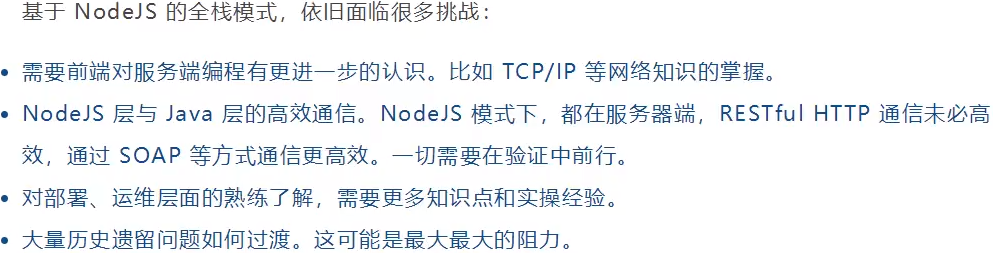 基于 NodeJS 的全栈模式，依旧面临很多挑战：
• 需要前端对服务端编程有更进一步的认识。比如 TCP/IP 等网络知识的掌握。
• NodeJS 层与 Java 层的高效通信。NodeJS 模式下，都在服务器端，RESTful HTTP 通信未必高
效，通过 SOAP 等方式通信更高效。一切需要在验证中前行。
• 对部署、运维层面的熟练了解，需要更多知识点和实操经验。
• 大量历史遗留问题如何过渡。这可能是最大最大的阻力。